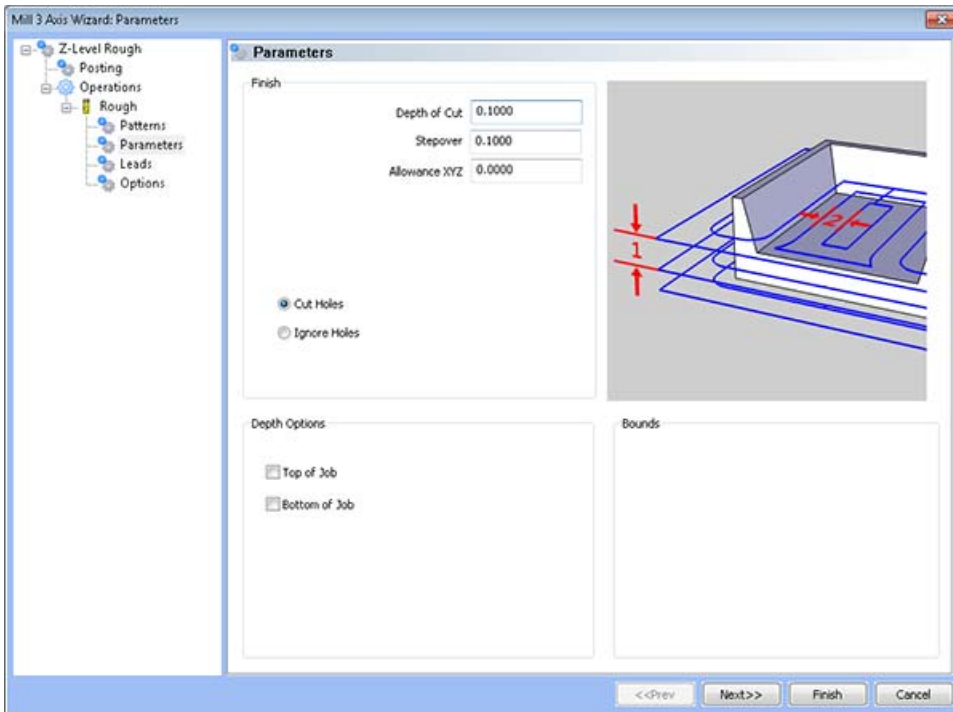 Mill 3 Axis Wizard: Parameters
Z-Level Rough
Posting
Operations
Rough
Patterns
Parameters
Leads
Options
Parameters
Finish
Depth of Cut 0.1000
Stepover 0.1000
Allowance XYZ 0.0000
Cut Holes
Ignore Holes
1
2
Depth Options
Top of Job
Bottom of Job
Bounds
<<Prev Next>> Finish Cancel